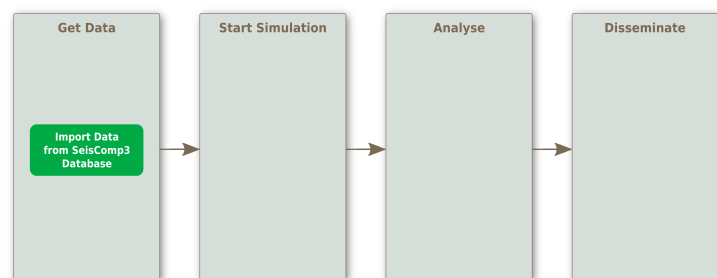 Get Data
Start Simulation
Analyse
Disseminate
Import Data
from SeisComp3
Database